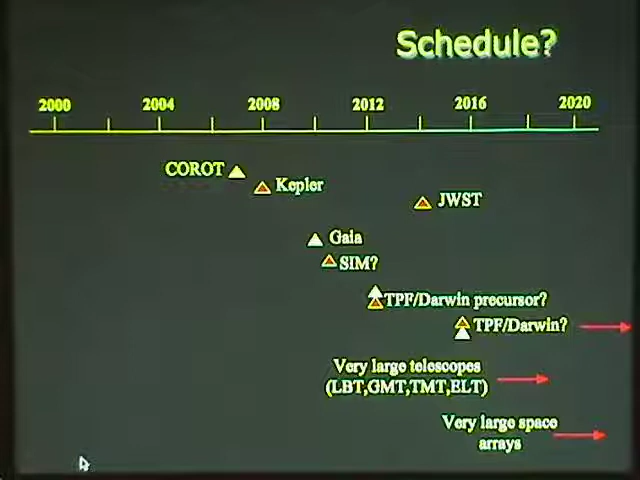 Schedule?
2000 2004 2008 2012 2016 2020
COROT
Kepler
JWST
Gaia
SIM?
TPF/Darwin precursor?
TPF/Darwin?
Very large telescopes
(LBT,GMT,TMT,ELT)
Very large space
arrays